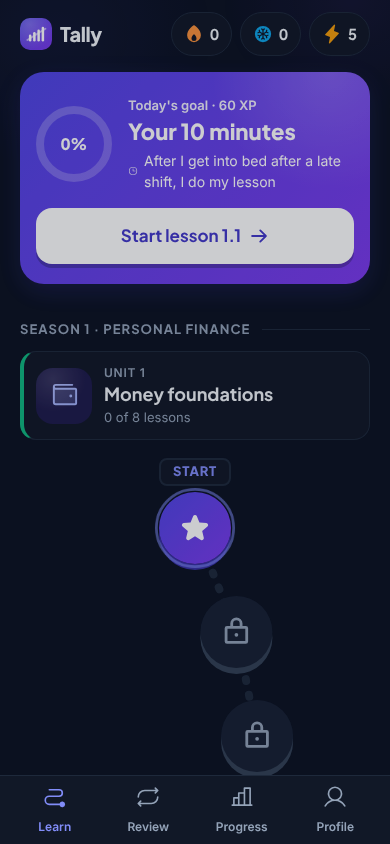 Tally
0
0
5
Today's goal · 60 XP
Your 10 minutes
0%
After I get into bed after a late
shift, I do my lesson
Start lesson 1.1 →
SEASON 1 · PERSONAL FINANCE
UNIT 1
Money foundations
0 of 8 lessons
START
Learn
Review
Progress
Profile